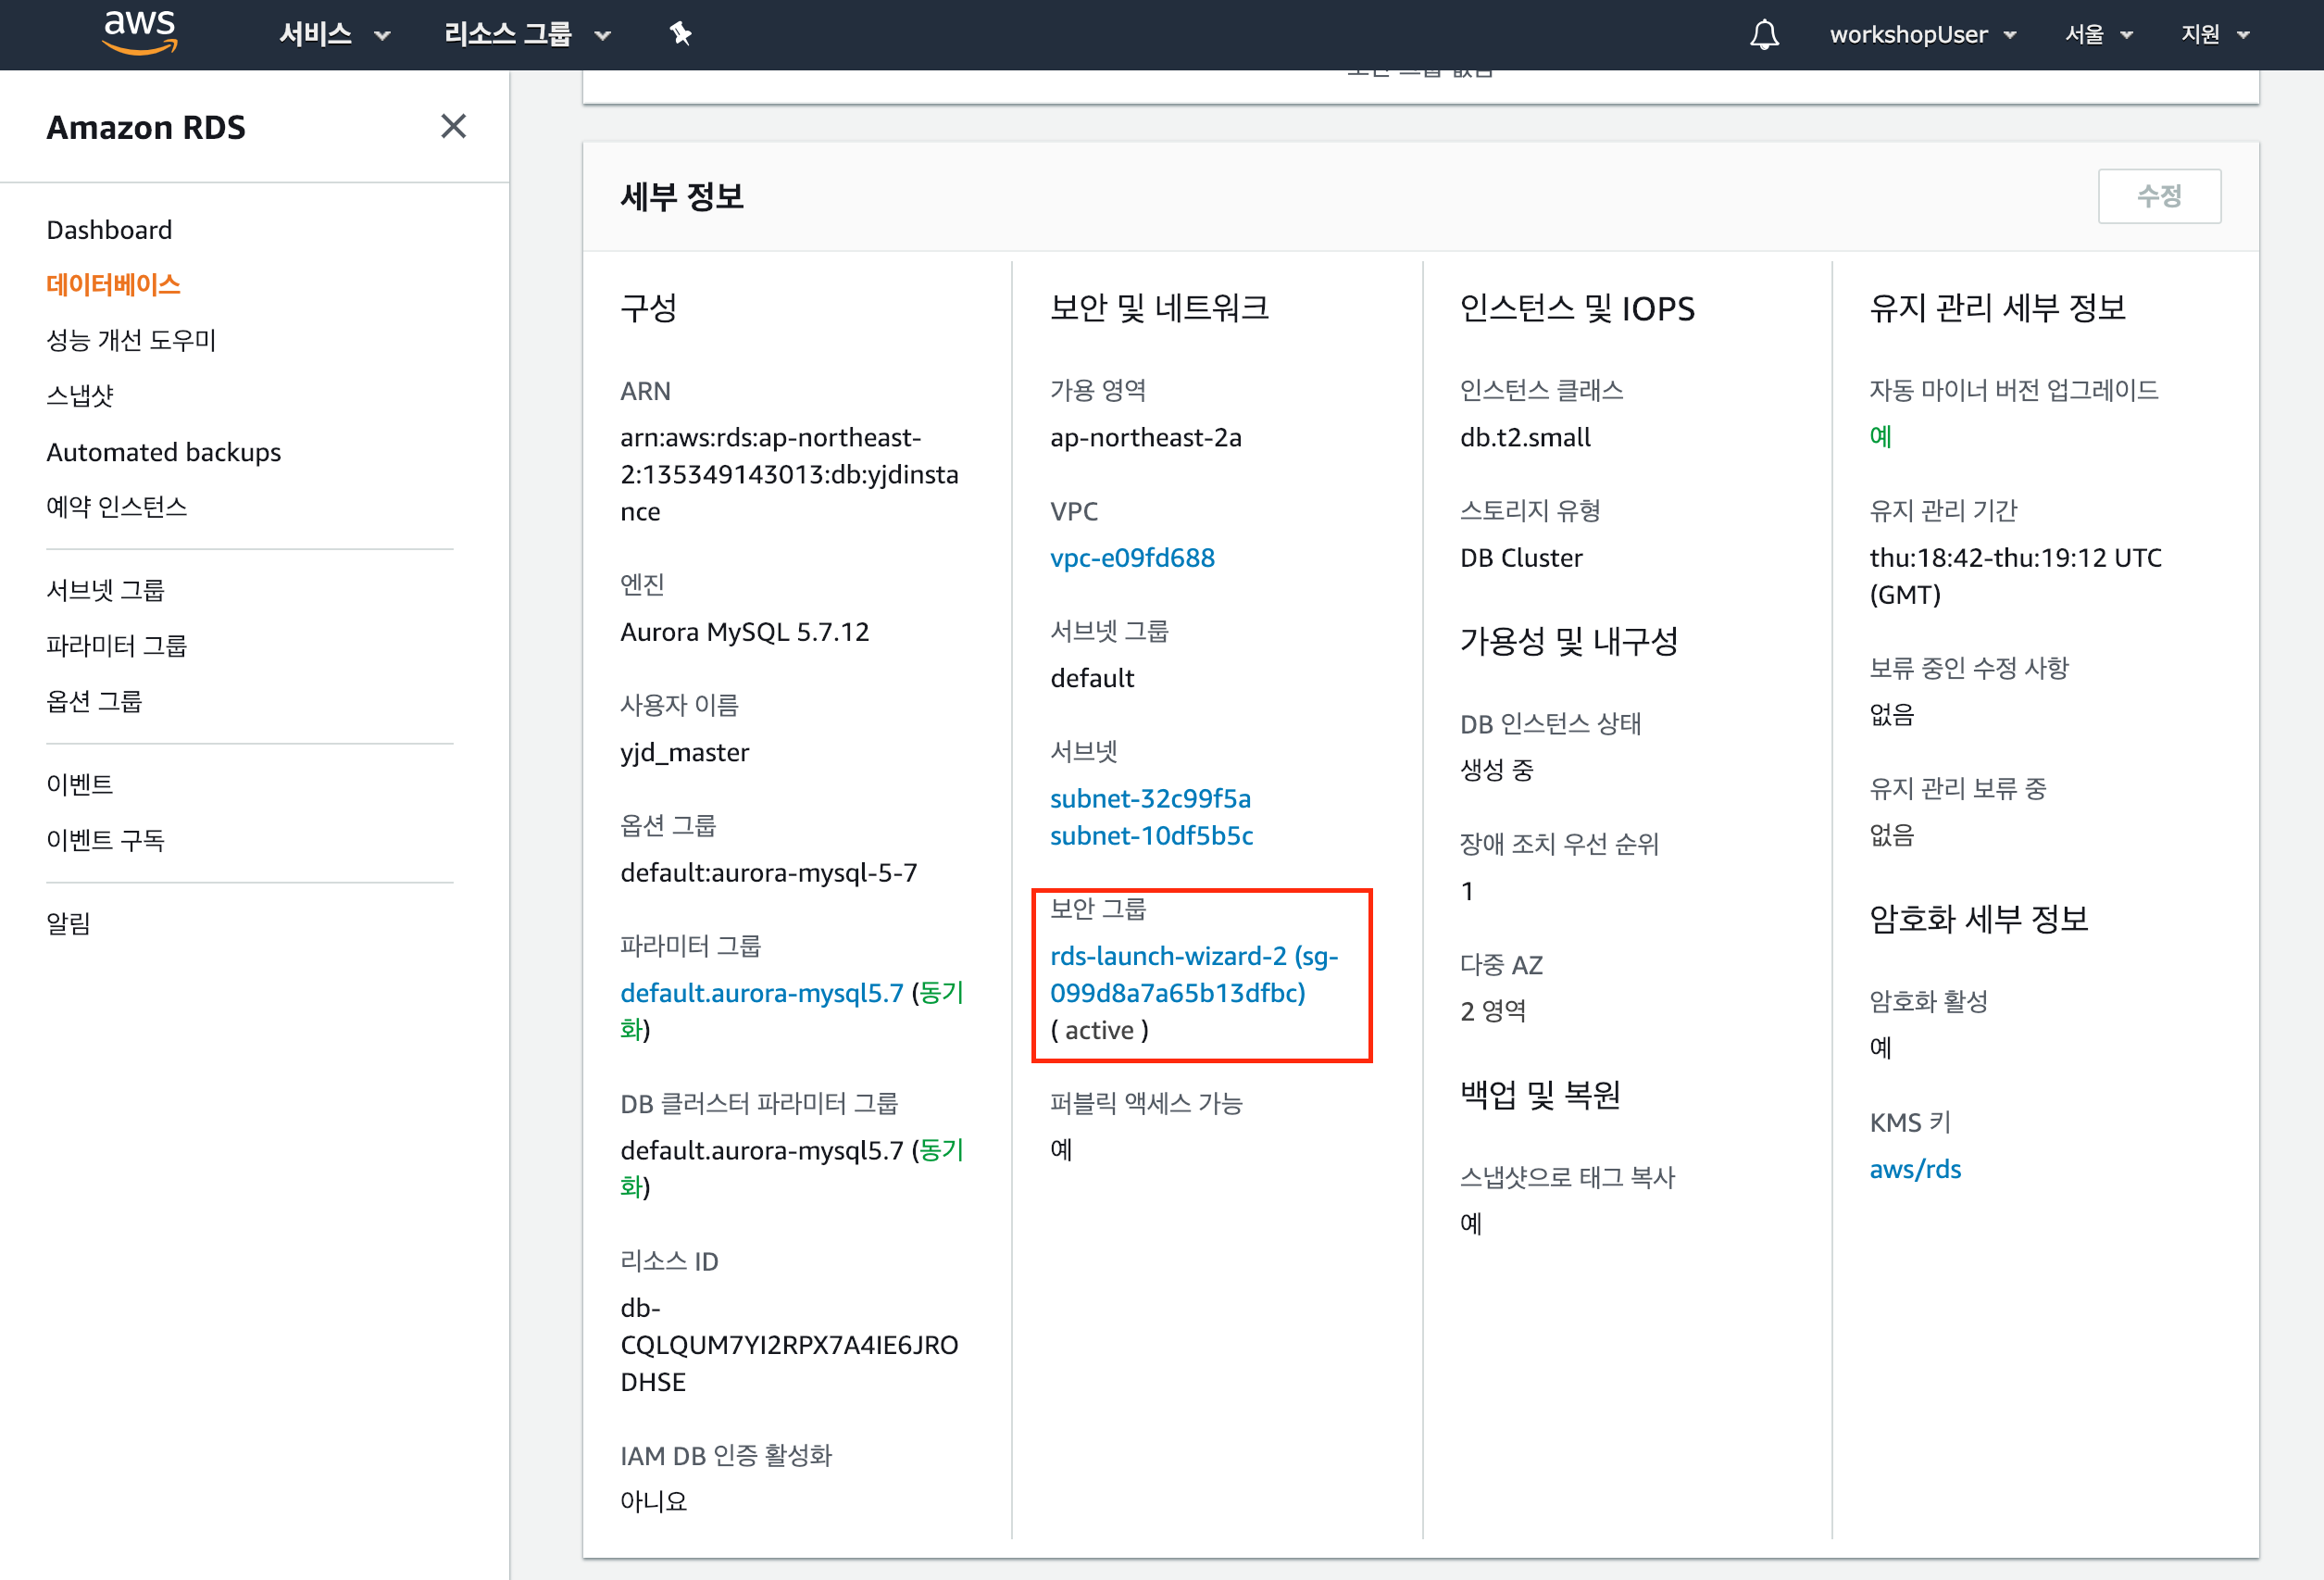 aws
서비스
리소스 그룹
workshopUser
서울
지원
Amazon RDS
Dashboard
데이터베이스
성능 개선 도우미
스냅샷
Automated backups
예약 인스턴스
서브넷 그룹
파라미터 그룹
옵션 그룹
이벤트
이벤트 구독
알림
세부 정보
수정
구성
ARN
arn:aws:rds:ap-northeast-
2:135349143013:db:yjdinsta
nce
엔진
Aurora MySQL 5.7.12
사용자 이름
yjd_master
옵션 그룹
default:aurora-mysql-5-7
파라미터 그룹
default.aurora-mysql5.7 (동기
화)
DB 클러스터 파라미터 그룹
default.aurora-mysql5.7 (동기
화)
리소스 ID
db-
CQLQUM7YI2RPX7A4IE6JRO
DHSE
IAM DB 인증 활성화
아니요
보안 및 네트워크
가용 영역
ap-northeast-2a
VPC
vpc-e09fd688
서브넷 그룹
default
서브넷
subnet-32c99f5a
subnet-10df5b5c
보안 그룹
rds-launch-wizard-2 (sg-
099d8a7a65b13dfbc)
( active )
퍼블릭 액세스 가능
예
인스턴스 및 IOPS
인스턴스 클래스
db.t2.small
스토리지 유형
DB Cluster
가용성 및 내구성
DB 인스턴스 상태
생성 중
장애 조치 우선 순위
1
다중 AZ
2 영역
백업 및 복원
스냅샷으로 태그 복사
예
유지 관리 세부 정보
자동 마이너 버전 업그레이드
예
유지 관리 기간
thu:18:42-thu:19:12 UTC
(GMT)
보류 중인 수정 사항
없음
유지 관리 보류 중
없음
암호화 세부 정보
암호화 활성
예
KMS 키
aws/rds